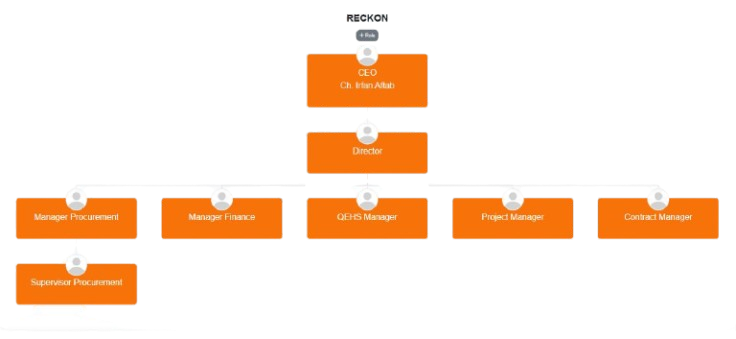 RECKON
+ Role
CEO
Ch. Irfan Aftab
Director
Manager Procurement
Manager Finance
QEHS Manager
Project Manager
Contract Manager
Supervisor Procurement